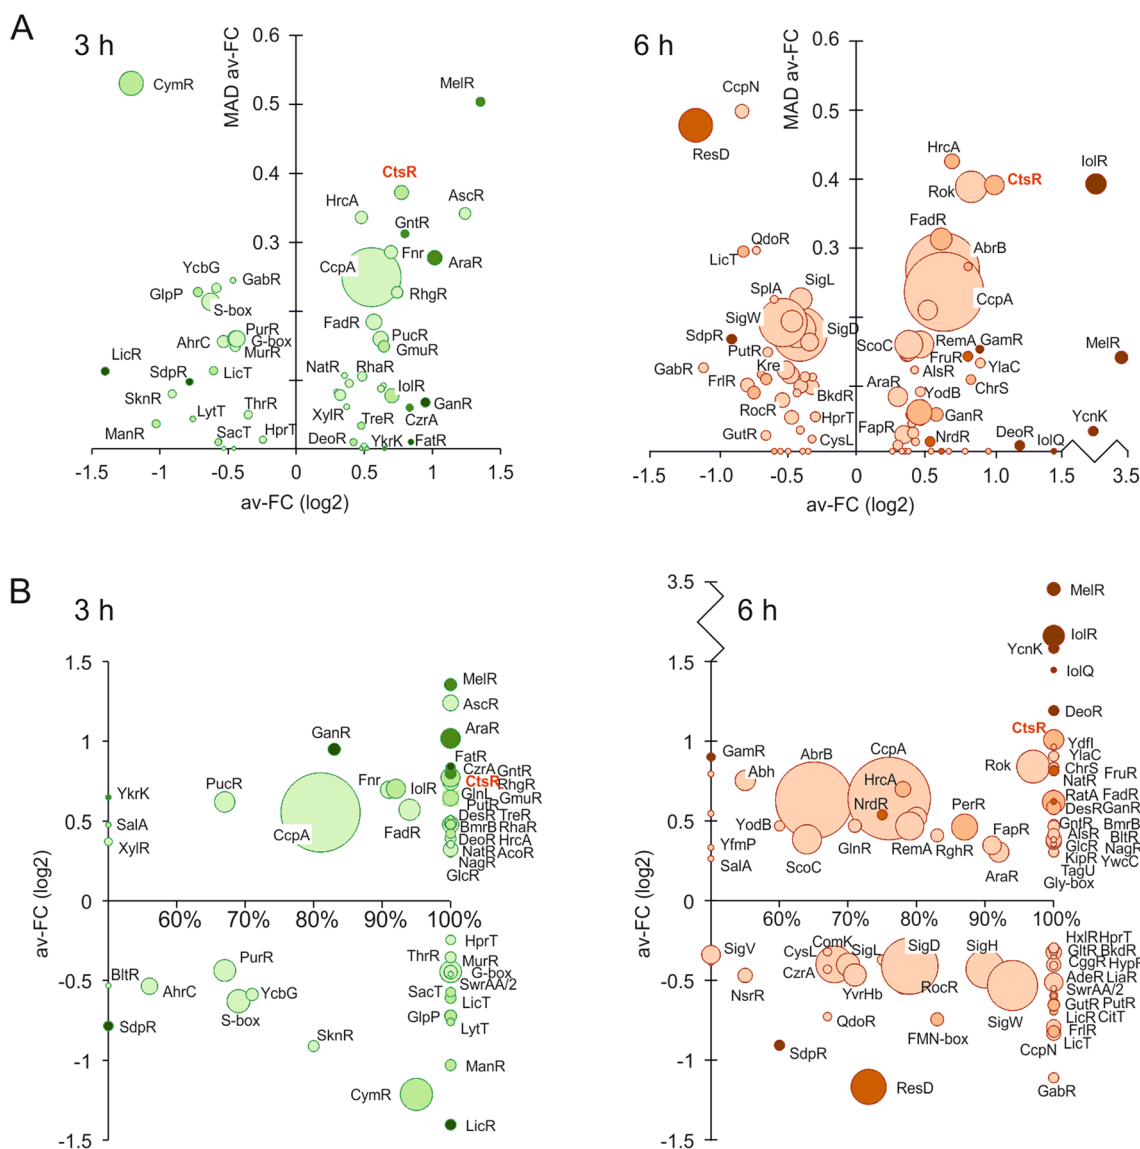 A
3 h
MAD av-FC
0.6
0.5
0.4
0.3
CymR
MelR
CtsR
HrcA
AscR
GntR
Fnr
CcpA
AraR
RhgR
YcbG
GabR
GlpP
S-box
FadR
PurR
AhrC
G-box
MurR
PucR
GmuR
LicR
SdpR
LicT
NatR
RhaR
SknR
IolR
GanR
LytT
ThrR
XylR
CzrA
ManR
SacT
HprT
TreR
DeoR
YkrK
FatR
-1.5
-1
-0.5
0
0.5
1
1.5
av-FC (log2)
6 h
MAD av-FC
0.6
0.5
0.4
0.3
CcpN
ResD
HrcA
IolR
Rok
CtsR
FadR
QdoR
LicT
AbrB
SplA
SigL
CcpA
SigW
SigD
SdpR
PutR
ScoC
RemA
GamR
MelR
GabR
Kre
FruR
YlaC
AlsR
FrlR
ChrS
BkdR
AraR
YodB
RocR
HprT
GanR
YcnK
GutR
CysL
FapR
NrdR
DeoR
IolQ
-1.5
-1.0
-0.5
0
0.5
1.0
1.5
3.5
av-FC (log2)
B
3 h
1.5
1
0.5
0
-0.5
-1
-1.5
av-FC (log2)
60%
70%
80%
90%
100%
MelR
AscR
GanR
AraR
FatR
CzrA GntR
CtsR RhgR
Fnr
IolR
GlnL GmuR
PutR
PucR
YkrK
CcpA
FadR
DesR TreR
BmrB RhaR
DeoR HrcA
NatR AcoR
NagR
GlcR
SalA
XylR
HprT
ThrR
MurR
G-box
SwrAA/2
SacT
LicT
GlpP
LytT
BltR
AhrC
PurR
YcbG
S-box
SdpR
SknR
ManR
CymR
LicR
3.5
6 h
1.5
1
0.5
0
-0.5
-1
-1.5
av-FC (log2)
60%
70%
80%
90%
100%
MelR
IolR
YcnK
IolQ
DeoR
CtsR
YdfI
YlaC
ChrS FruR
NatR
RatA FadR
DesR GanR
GntR BmrB
AlsR BltR
GlcR NagR
KipR YwcC
TagU
Gly-box
GamR
Abh
AbrB
CcpA
Rok
HrcA
NrdR
PerR
YodB
FapR
YfmP
ScoC
GlnR
RemA
RghR
SalA
AraR
SigV
CysL
ComK
SigL
SigD
SigH
CzrA
NsrR
YvrHb
RocR
SigW
QdoR
FMN-box
SdpR
ResD
HxlR HprT
GltR BkdR
CggR
AdeR LiaR
SwrAA/2
GutR PutR
LicR CitT
FrlR
LicT
CcpN
GabR